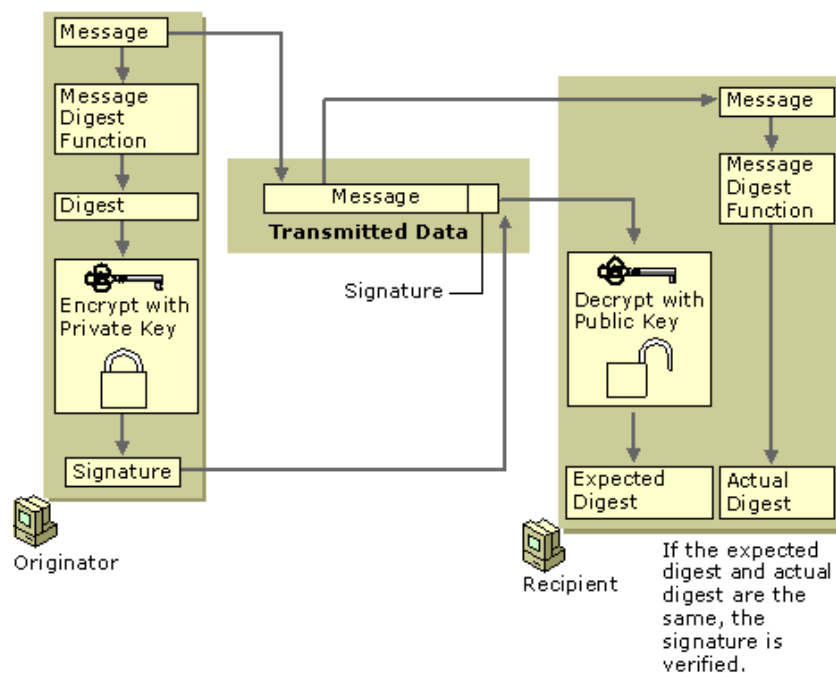 Message
Message
Digest
Function
Digest
Encrypt with
Private Key
Signature
Originator
Message
Transmitted Data
Signature
Message
Message
Digest
Function
Decrypt with
Public Key
Expected
Digest
Actual
Digest
Recipient
If the expected
digest and actual
digest are the
same, the
signature is
verified.